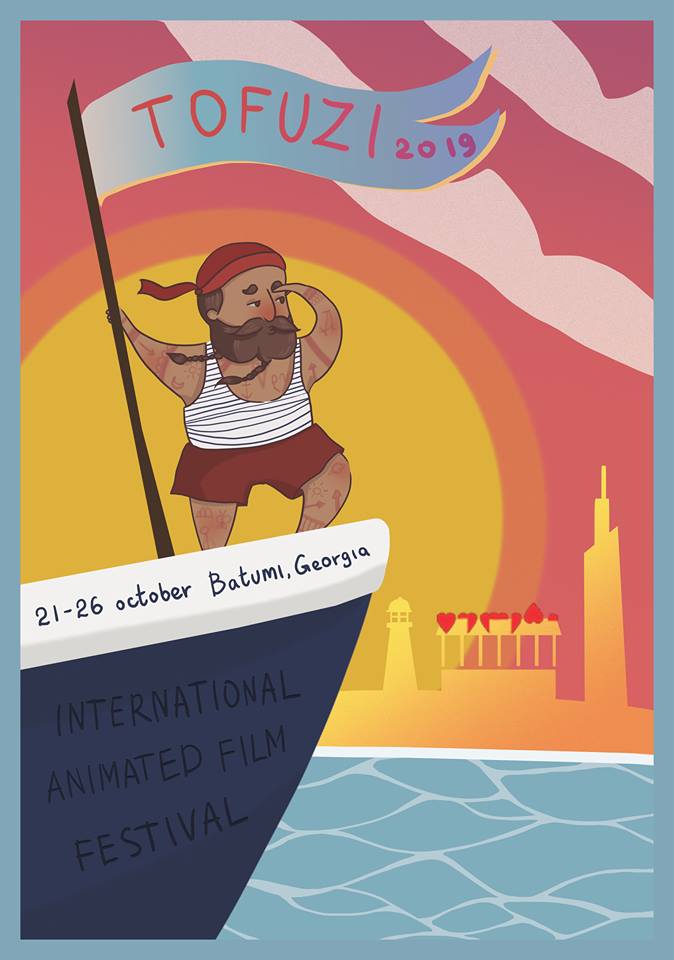 TOFUZI 2019
21-26 october Batumi, Georgia
INTERNATIONAL
ANIMATED FILM
FESTIVAL